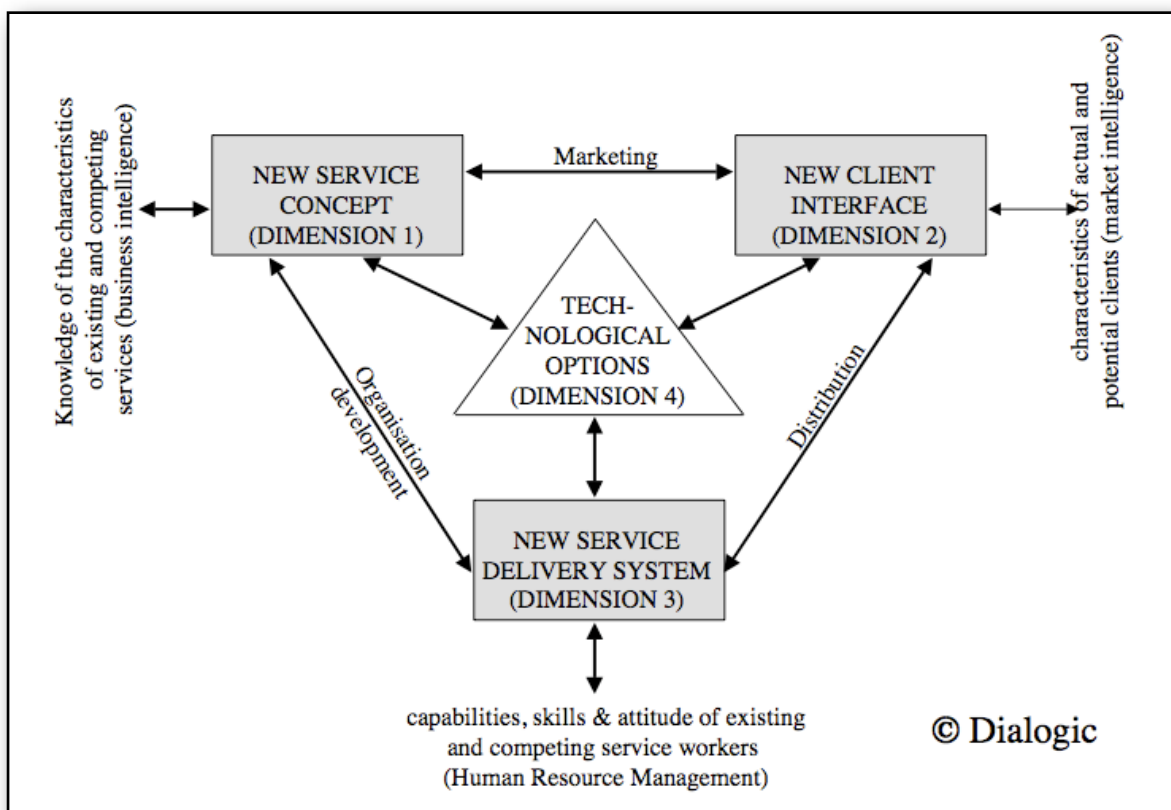 Knowledge of the characteristics
of existing and competing
services (business intelligence)
NEW SERVICE
CONCEPT
(DIMENSION 1)
Marketing
NEW CLIENT
INTERFACE
(DIMENSION 2)
characteristics of actual and
potential clients (market intelligence)
TECH-
NOLOGICAL
OPTIONS
(DIMENSION 4)
Organisation
development
Distribution
NEW SERVICE
DELIVERY SYSTEM
(DIMENSION 3)
capabilities, skills & attitude of existing
and competing service workers
(Human Resource Management)
© Dialogic